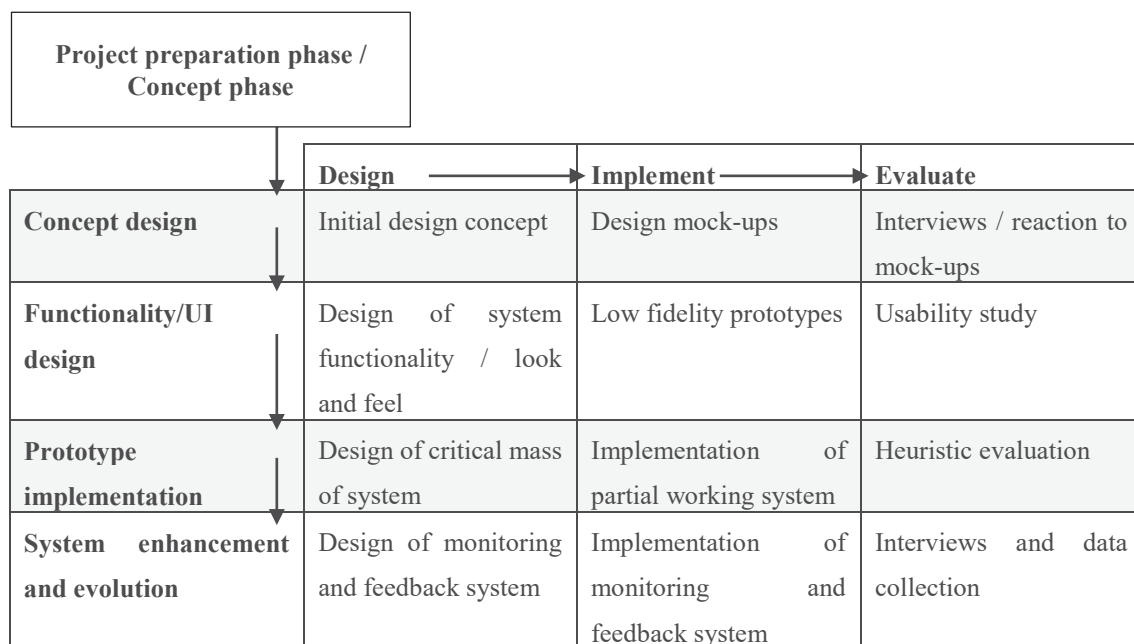 Project preparation phase /
Concept phase
Design
Implement
Evaluate
Concept design
Initial design concept
Design mock-ups
Interviews / reaction to
mock-ups
Functionality/UI
design
Design of system
functionality / look
and feel
Low fidelity prototypes
Usability study
Prototype
implementation
Design of critical mass
of system
Implementation of
partial working system
Heuristic evaluation
System enhancement
and evolution
Design of monitoring
and feedback system
Implementation of
monitoring and
feedback system
Interviews and data
collection